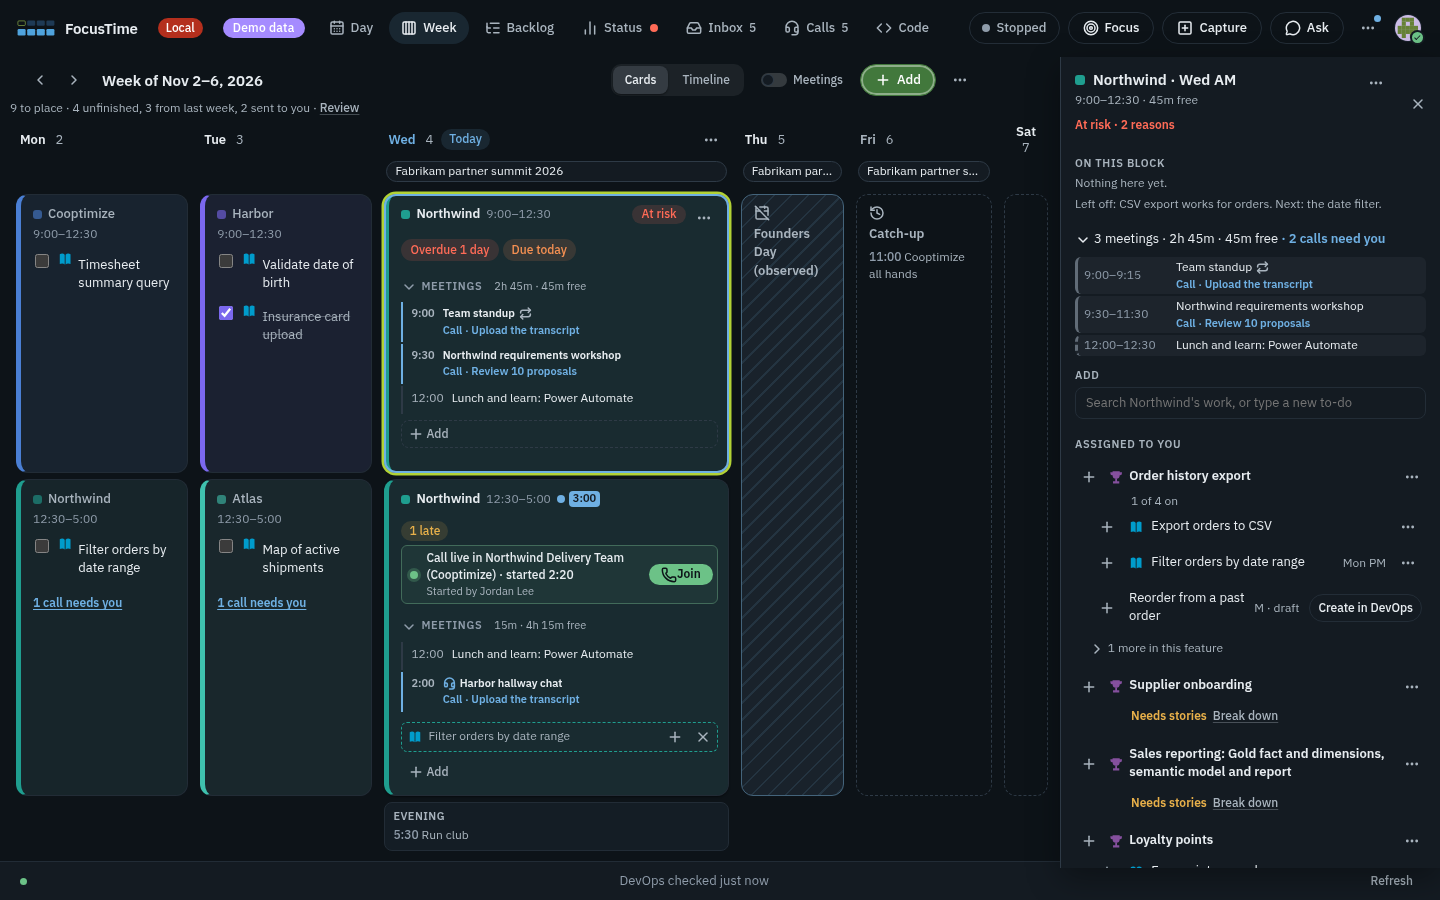 FocusTime
Local
Demo data
Day
Week
Backlog
Status
Inbox 5
Calls 5
Code
Stopped
Focus
Capture
Ask
Week of Nov 2–6, 2026
Cards
Timeline
Meetings
Add
9 to place · 4 unfinished, 3 from last week, 2 sent to you · Review
Mon 2
Tue 3
Wed 4 Today
Thu 5
Fri 6
Sat
7
Fabrikam partner summit 2026
Fabrikam par...
Fabrikam partner s...
Cooptimize
9:00–12:30
Timesheet
summary query
Northwind
12:30–5:00
Filter orders by
date range
1 call needs you
Harbor
9:00–12:30
Validate date of
birth
Insurance card
upload
Atlas
12:30–5:00
Map of active
shipments
1 call needs you
Northwind 9:00–12:30
At risk
Overdue 1 day
Due today
MEETINGS 2h 45m · 45m free
9:00 Team standup
Call · Upload the transcript
9:30 Northwind requirements workshop
Call · Review 10 proposals
12:00 Lunch and learn: Power Automate
Add
Northwind 12:30–5:00 3:00
1 late
Call live in Northwind Delivery Team
(Cooptimize) · started 2:20
Started by Jordan Lee
Join
MEETINGS 15m · 4h 15m free
12:00 Lunch and learn: Power Automate
2:00 Harbor hallway chat
Call · Upload the transcript
Filter orders by date range
Add
EVENING
5:30 Run club
Founders
Day
(observed)
Catch-up
11:00 Cooptimize
all hands
Northwind · Wed AM
9:00–12:30 · 45m free
At risk · 2 reasons
ON THIS BLOCK
Nothing here yet.
Left off: CSV export works for orders. Next: the date filter.
3 meetings · 2h 45m · 45m free · 2 calls need you
9:00–9:15 Team standup
Call · Upload the transcript
9:30–11:30 Northwind requirements workshop
Call · Review 10 proposals
12:00–12:30 Lunch and learn: Power Automate
ADD
Search Northwind's work, or type a new to-do
ASSIGNED TO YOU
Order history export
1 of 4 on
Export orders to CSV
Filter orders by date range Mon PM
Reorder from a past
order
M · draft
Create in DevOps
1 more in this feature
Supplier onboarding
Needs stories Break down
Sales reporting: Gold fact and dimensions,
semantic model and report
Needs stories Break down
Loyalty points
DevOps checked just now
Refresh